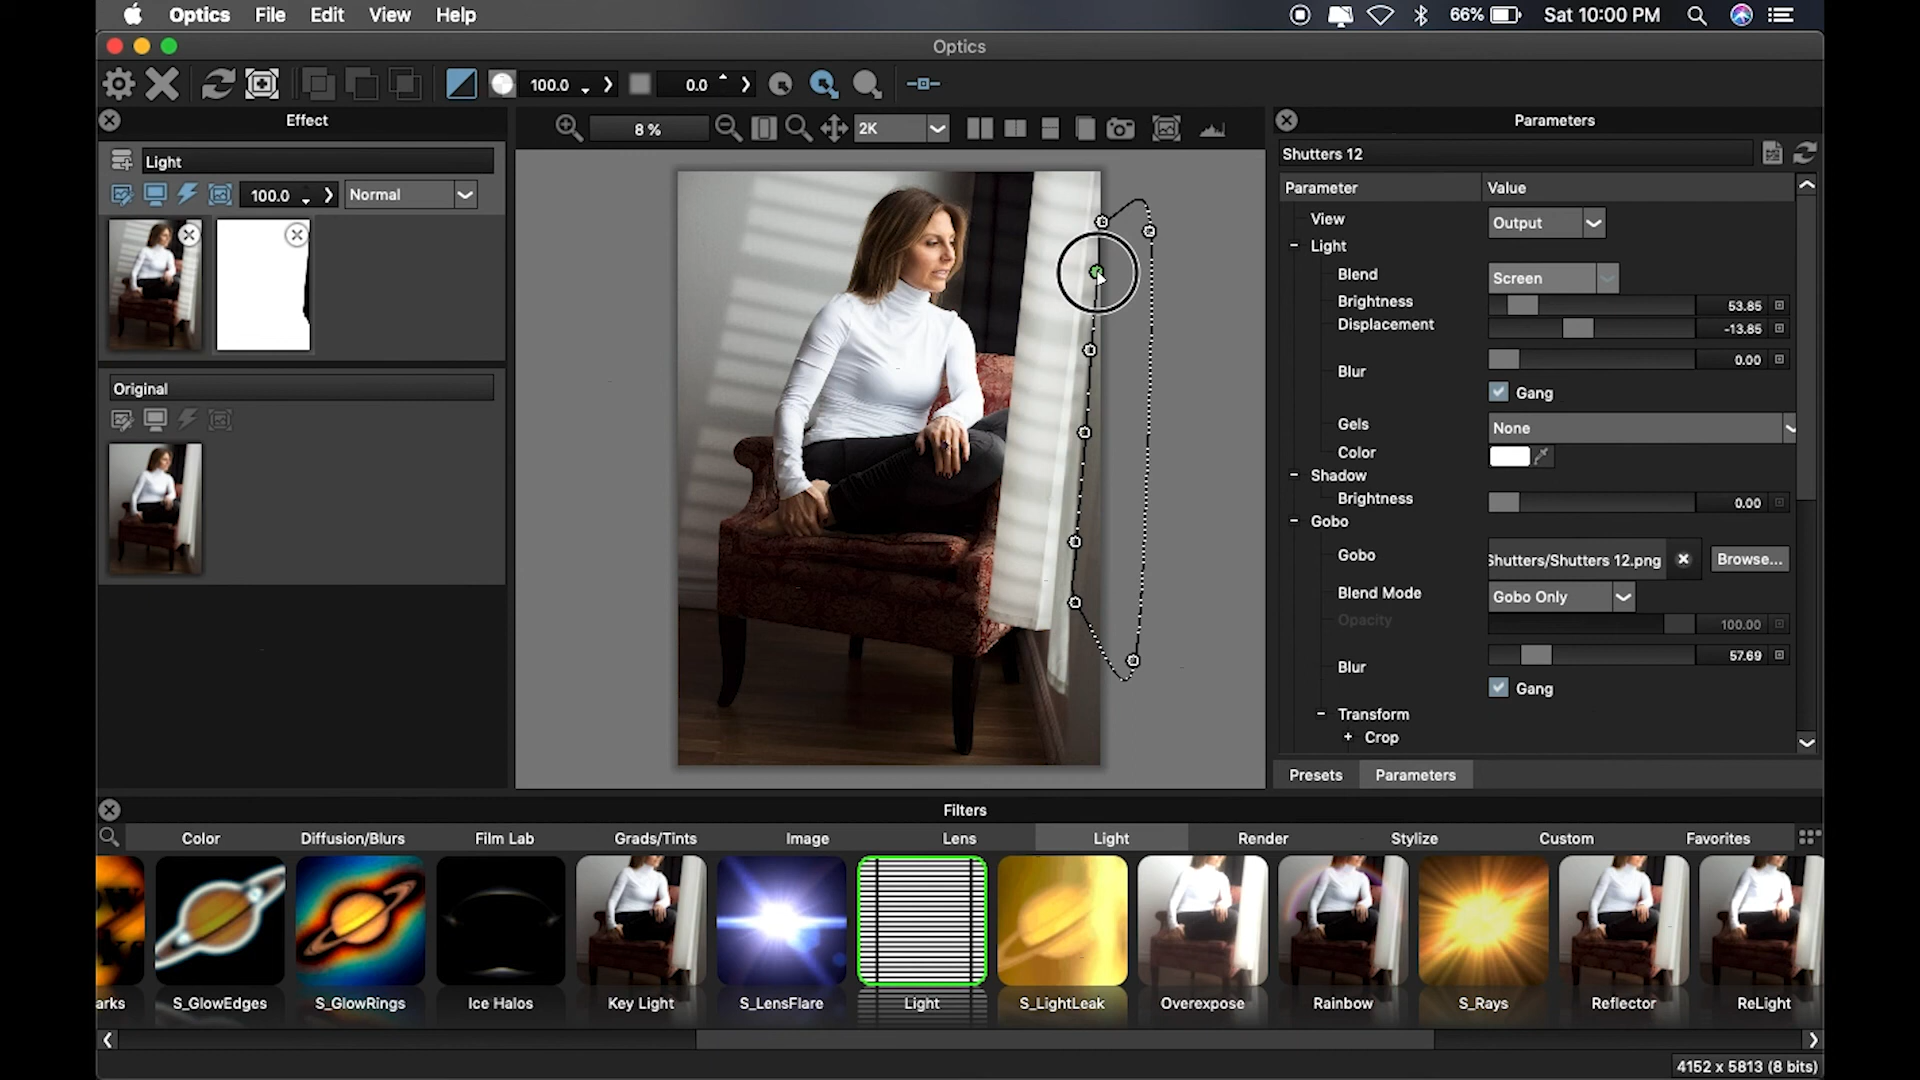 Optics File Edit View Help 66% Sat 10:00 PM
Optics
100.0 0.0
Effect
Light
100.0 Normal
Original
8 % 2K
Parameters
Shutters 12
Parameter Value
View Output
Light
Blend Screen
Brightness 53.85
Displacement -13.85
Blur 0.00
Gang
Gels None
Color
Shadow
Brightness 0.00
Gobo
Gobo Shutters/Shutters 12.png Browse...
Blend Mode Gobo Only
Opacity 100.00
Blur 57.69
Gang
Transform
Crop
Presets Parameters
Filters
Color Diffusion/Blurs Film Lab Grads/Tints Image Lens Light Render Stylize Custom Favorites
arks S_GlowEdges S_GlowRings Ice Halos Key Light S_LensFlare Light S_LightLeak Overexpose Rainbow S_Rays Reflector ReLight
4152 x 5813 (8 bits)